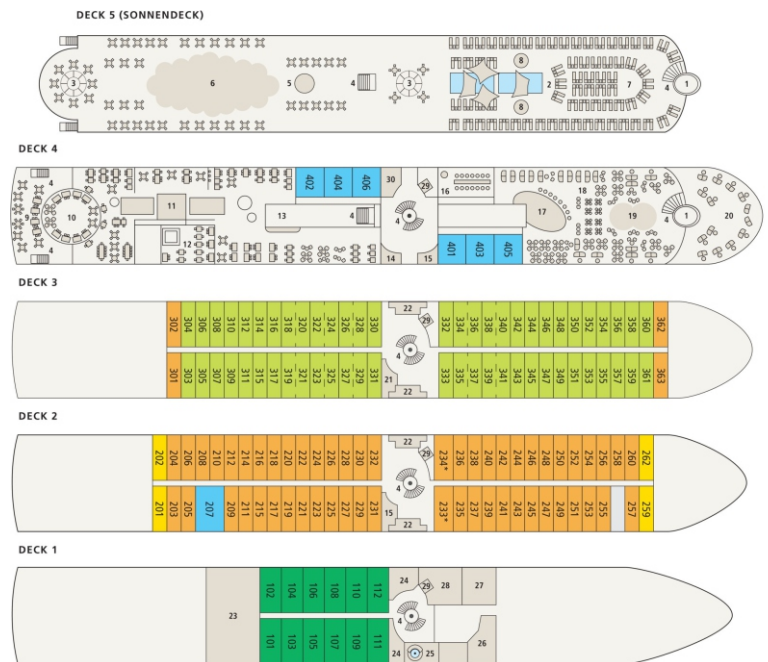 DECK 5 (SONNENDECK)
3 6 5 4 3 8 8 2 7 4 1
DECK 4
4 402 404 406 30 29 16 18
9 10 11 13 4 4 17 19 4 1 20
4 12 14 15 401 403 405
DECK 3
302 304 306 308 310 312 314 316 318 320 322 324 326 328 330 22 29 332 334 336 338 340 342 344 346 348 350 352 354 356 358 360 362
4
301 303 305 307 309 311 315 317 319 321 323 325 327 329 331 21 22 333 335 337 339 341 343 345 347 349 351 353 355 357 359 361 363
DECK 2
202 204 206 208 210 212 214 216 218 220 222 224 226 228 230 232 22 29 234* 236 238 240 242 244 246 248 250 252 254 256 258 260 262
4
201 203 205 207 209 211 215 217 219 221 223 225 227 229 231 15 22 233* 235 237 239 241 243 245 247 249 251 253 255 257 259
DECK 1
102 104 106 108 110 112 24 29 28 27
23 4
101 103 105 107 109 111 24 25 26